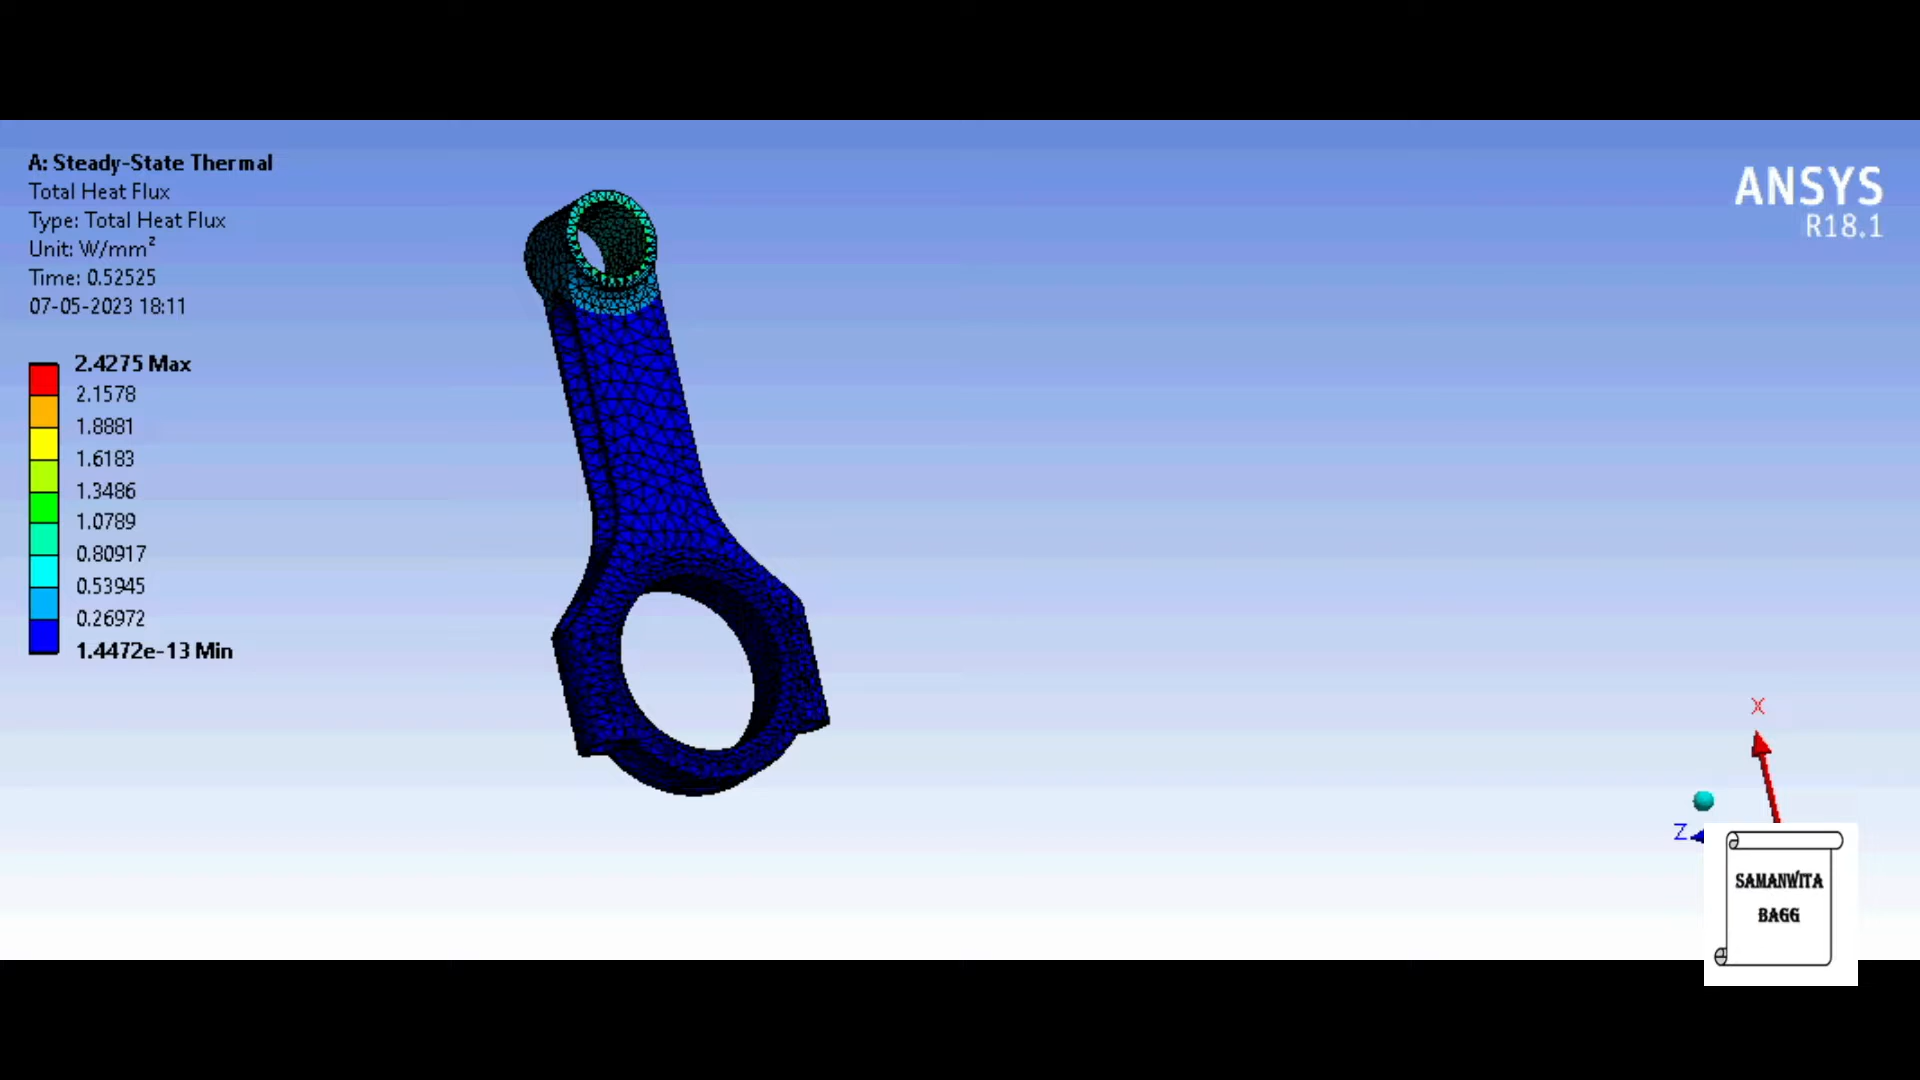 A: Steady-State Thermal
Total Heat Flux
Type: Total Heat Flux
Unit: W/mm²
Time: 0.52525
07-05-2023 18:11
2.4275 Max
2.1578
1.8881
1.6183
1.3486
1.0789
0.80917
0.53945
0.26972
1.4472e-13 Min
ANSYS
R18.1
X
Z
SAMANWITA
BAGG